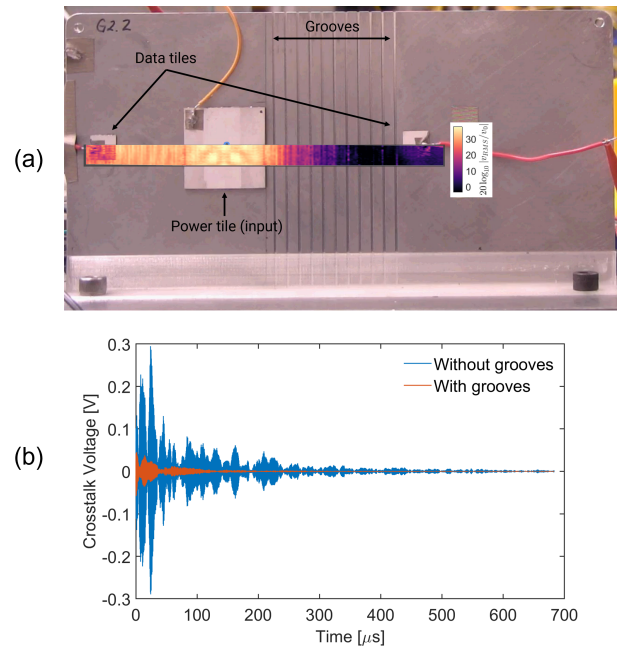 G2.2
Grooves
Data tiles
(a)
30
20
10
0
20 log10 |vRMS/v0|
Power tile (input)
0.3
Without grooves
With grooves
0.2
0.1
(b)
0
-0.1
-0.2
-0.3
Crosstalk Voltage [V]
0
100
200
300
400
500
600
700
Time [μs]